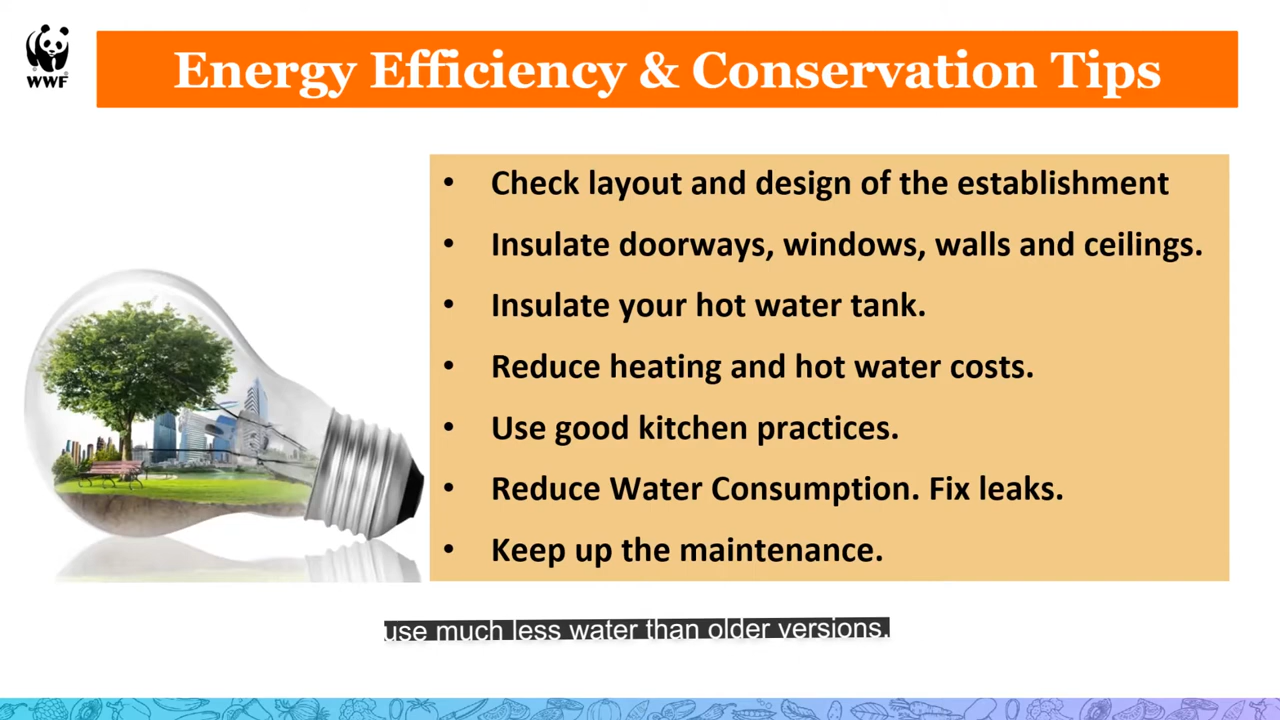 WWF
Energy Efficiency & Conservation Tips
• Check layout and design of the establishment
• Insulate doorways, windows, walls and ceilings.
• Insulate your hot water tank.
• Reduce heating and hot water costs.
• Use good kitchen practices.
• Reduce Water Consumption. Fix leaks.
• Keep up the maintenance.
use much less water than older versions.